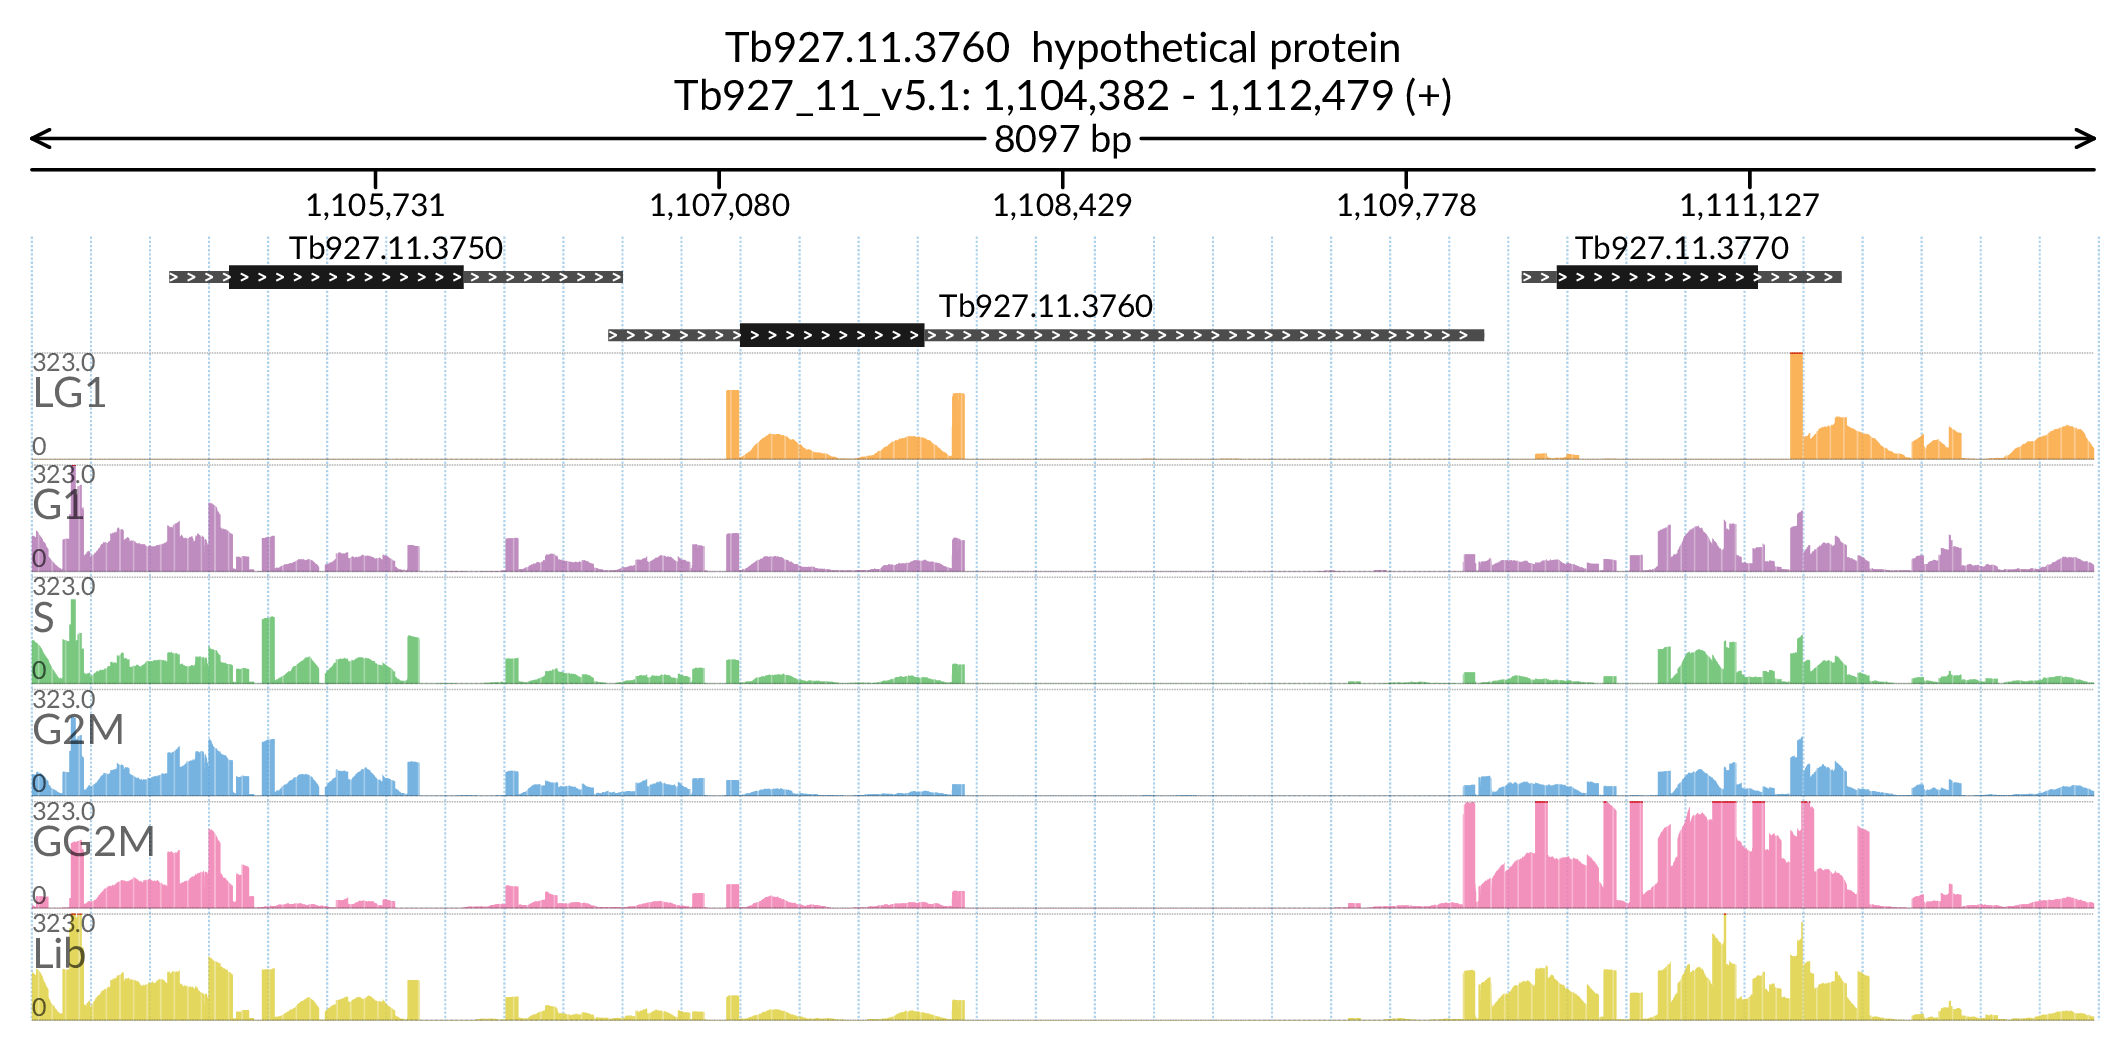 Tb927.11.3760 hypothetical protein
Tb927_11_v5.1: 1,104,382 - 1,112,479 (+)
8097 bp
1,105,731 1,107,080 1,108,429 1,109,778 1,111,127
Tb927.11.3750 Tb927.11.3770
Tb927.11.3760
323.0
LG1
0
323.0
G1
0
323.0
S
0
323.0
G2M
0
323.0
GG2M
0
323.0
Lib
0